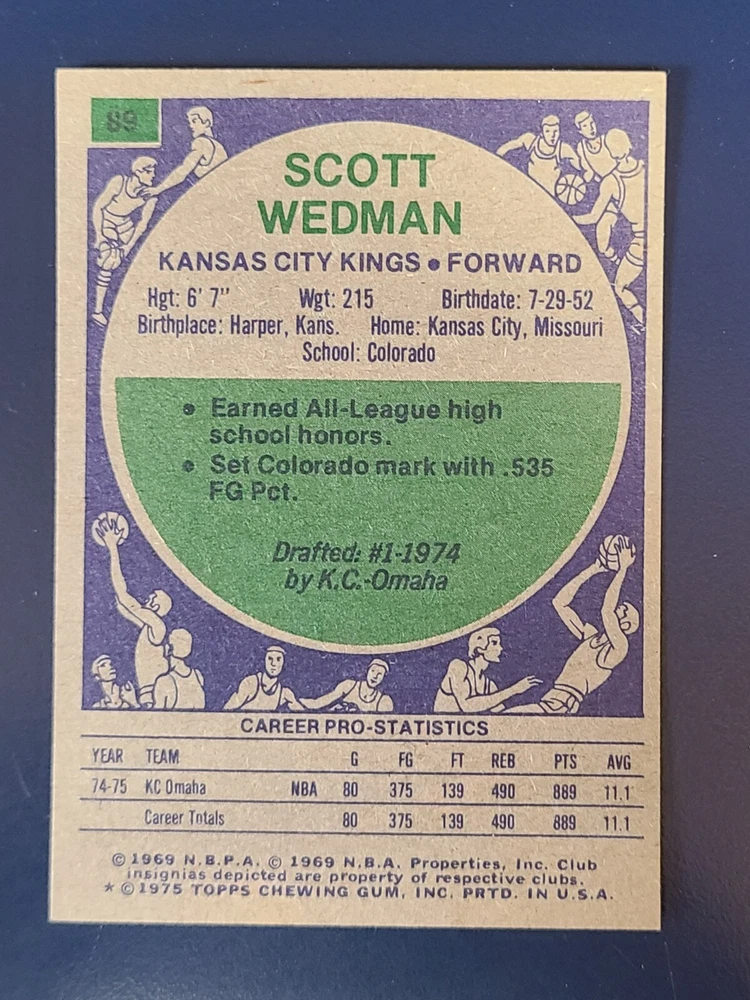 89
SCOTT
WEDMAN
KANSAS CITY KINGS • FORWARD
Hgt: 6' 7" Wgt: 215 Birthdate: 7-29-52
Birthplace: Harper, Kans. Home: Kansas City, Missouri
School: Colorado
• Earned All-League high
school honors.
• Set Colorado mark with .535
FG Pct.
Drafted: #1-1974
by K.C.-Omaha
CAREER PRO-STATISTICS
YEAR TEAM G FG FT REB PTS AVG
74-75 KC Omaha NBA 80 375 139 490 889 11.1
Career Totals 80 375 139 490 889 11.1
© 1969 N.B.P.A. © 1969 N.B.A. Properties, Inc. Club
insignias depicted are property of respective clubs.
* © 1975 TOPPS CHEWING GUM, INC. PRTD. IN U.S.A.